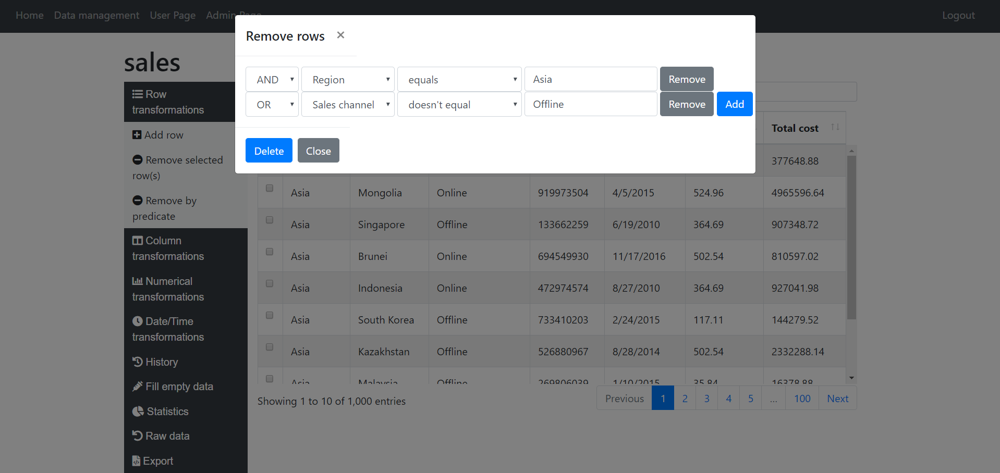 Home Data management User Page Admin Page Logout
Remove rows ×
sales
AND Region equals Asia Remove
OR Sales channel doesn't equal Offline Remove Add
Delete Close
Row
transformations
Add row
Remove selected
row(s)
Remove by
predicate
Column
transformations
Numerical
transformations
Date/Time
transformations
History
Fill empty data
Statistics
Raw data
Export
Total cost
377648.88
Asia Mongolia Online 919973504 4/5/2015 524.96 4965596.64
Asia Singapore Offline 133662259 6/19/2010 364.69 907348.72
Asia Brunei Online 694549930 11/17/2016 502.54 810597.02
Asia Indonesia Online 472974574 8/27/2010 364.69 927041.98
Asia South Korea Offline 733410203 2/24/2015 117.11 144279.52
Asia Kazakhstan Offline 526880967 8/28/2014 502.54 2332288.14
Asia Malaysia Offline 269806039 1/10/2015 35.84 16378.88
Showing 1 to 10 of 1,000 entries
Previous 1 2 3 4 5 ... 100 Next